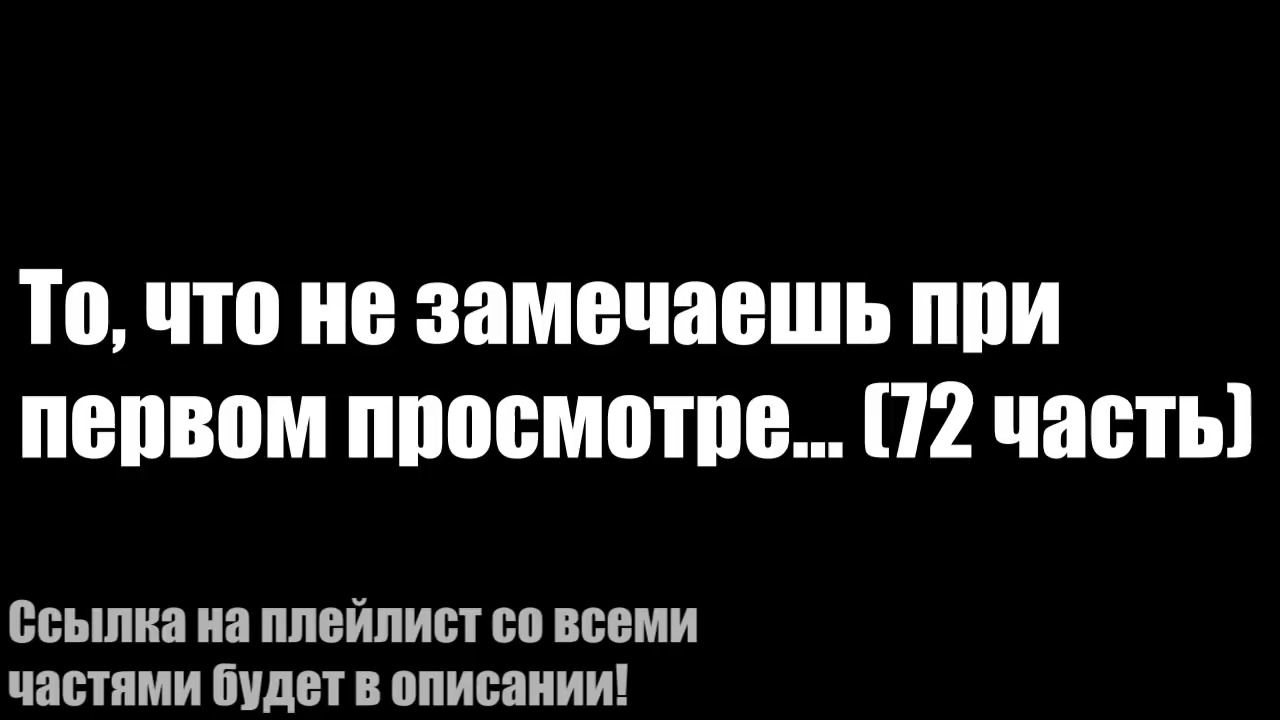 То, что не замечаешь при
первом просмотре... (72 часть)
Ссылка на плейлист со всеми
частями будет в описании!